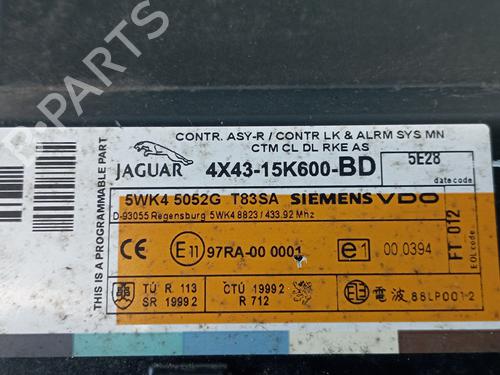 B-PARTS
THIS IS A PROGRAMMABLE PART
CONTR. ASY-R / CONTR LK & ALRM SYS MN
CTM CL DL RKE AS
JAGUAR 4X43-15K600-BD
5E28
date code
5WK4 5052G T83SA SIEMENS VDO
D-93055 Regensburg 5WK4 8823 / 433.92 Mhz
CE E11 97RA-00 0001 e1 00 0394
TÜ R. 113
SR 1999 2
CTÜ 1999 2
R 712
電波 88LP001-2
FT 012
EOL code